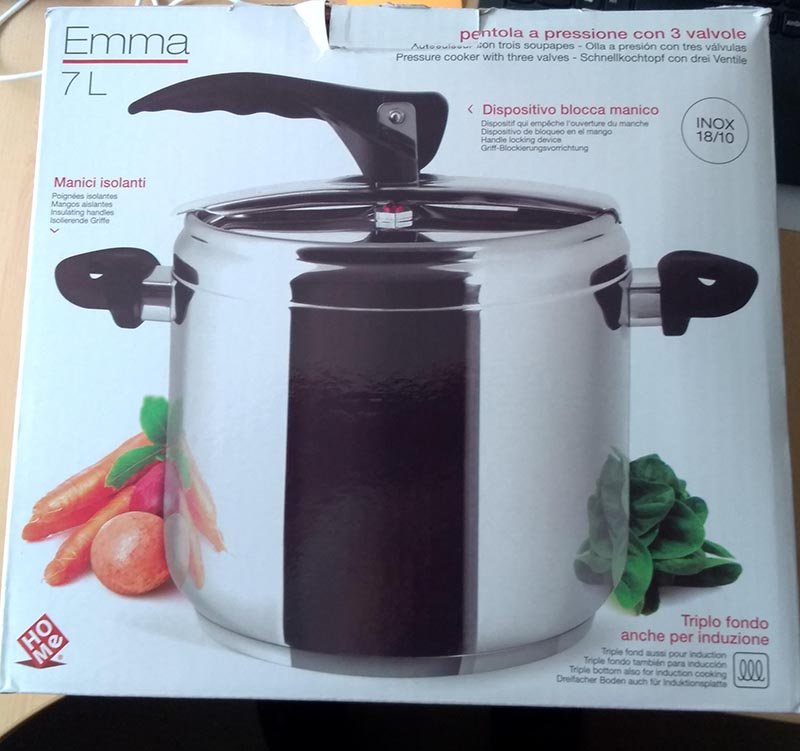 Emma
7 L
pentola a pressione con 3 valvole
con trois soupapes - Olla a presión con tres válvulas
Pressure cooker with three valves - Schnellkochtopf con drei Ventile
Dispositivo blocca manico
Dispositif qui empêche l'ouverture du manche
Dispositivo de bloqueo en el mango
Handle locking device
Griff-Blockierungsvorrichtung
INOX
18/10
Manici isolanti
Poignées isolantes
Mangos aislantes
Insulating handles
Isolierende Griffe
HOMe
Triplo fondo
anche per induzione
Triple fond aussi pour induction
Triple fondo también para inducción
Triple bottom also for induction cooking
Dreifacher Boden auch für Induktionsplatte